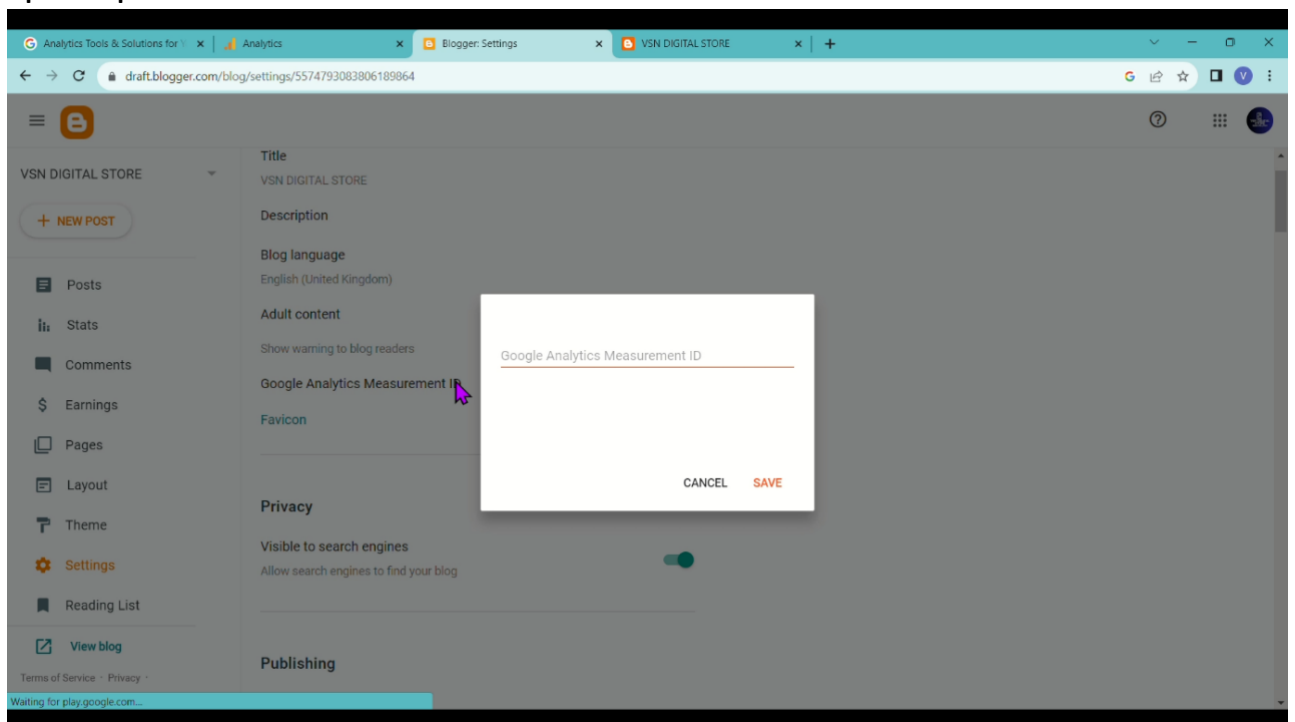 Analytics Tools & Solutions for Y
Analytics
Blogger: Settings
VSN DIGITAL STORE
draft.blogger.com/blog/settings/5574793083806189864
G
V
VSN DIGITAL STORE
NEW POST
Posts
Stats
Comments
Earnings
Pages
Layout
Theme
Settings
Reading List
View blog
Terms of Service · Privacy ·
Waiting for play.google.com...
Title
VSN DIGITAL STORE
Description
Blog language
English (United Kingdom)
Adult content
Show warning to blog readers
Google Analytics Measurement ID
Favicon
Privacy
Visible to search engines
Allow search engines to find your blog
Publishing
Google Analytics Measurement ID
CANCEL SAVE